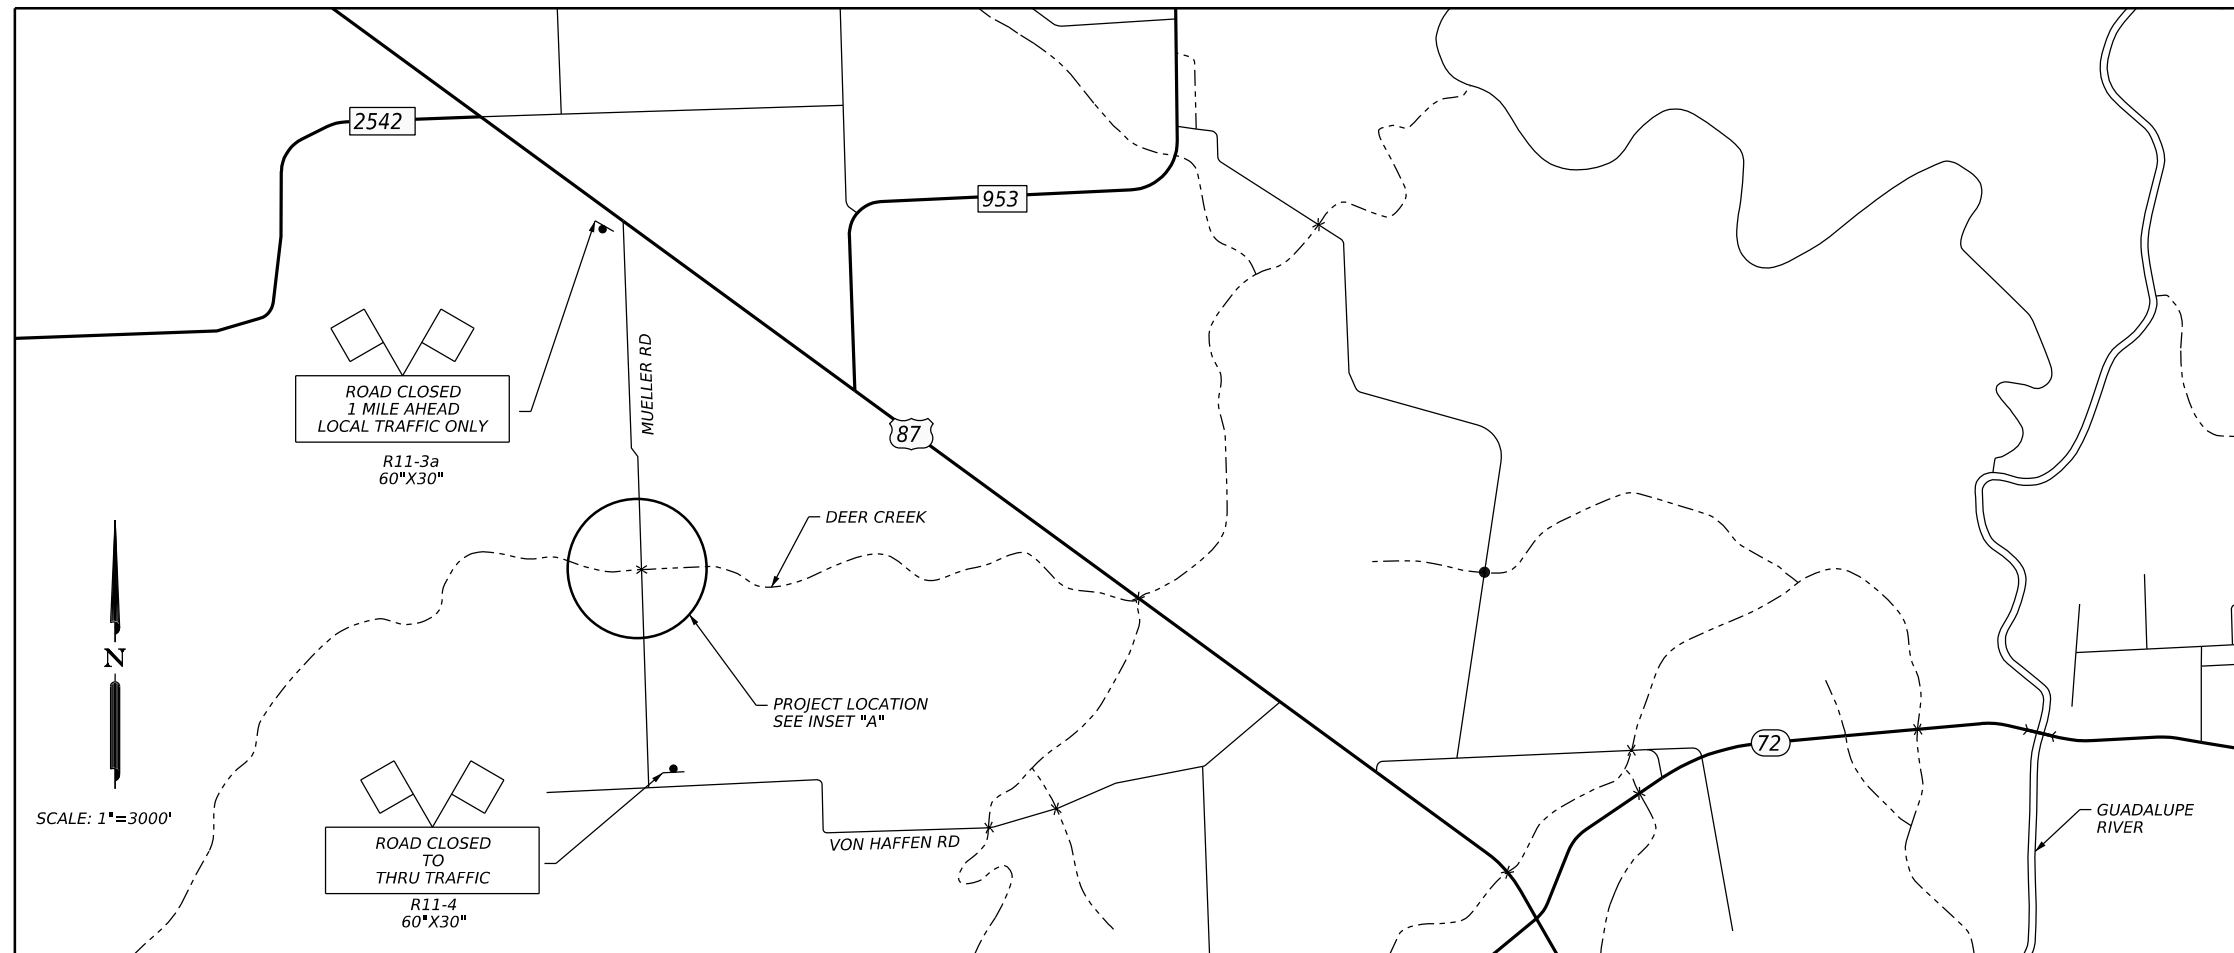 2542
953
MUELLER RD
ROAD CLOSED
1 MILE AHEAD
LOCAL TRAFFIC ONLY
R11-3a
60"X30"
87
DEER CREEK
N
PROJECT LOCATION
SEE INSET "A"
72
SCALE: 1"=3000'
GUADALUPE
RIVER
VON HAFFEN RD
ROAD CLOSED
TO
THRU TRAFFIC
R11-4
60"X30"